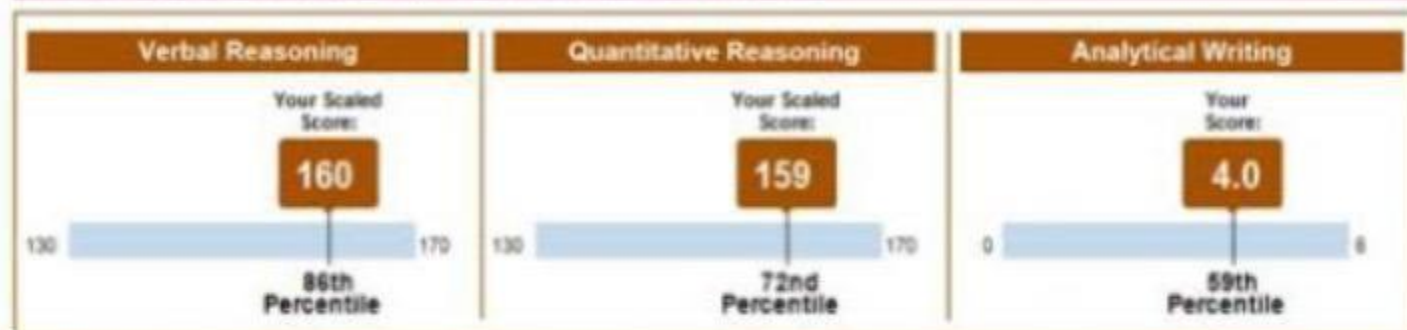 Verbal Reasoning
Your Scaled
Score:
160
130
170
86th
Percentile
Quantitative Reasoning
Your Scaled
Score:
159
130
170
72nd
Percentile
Analytical Writing
Your
Score:
4.0
0
6
59th
Percentile